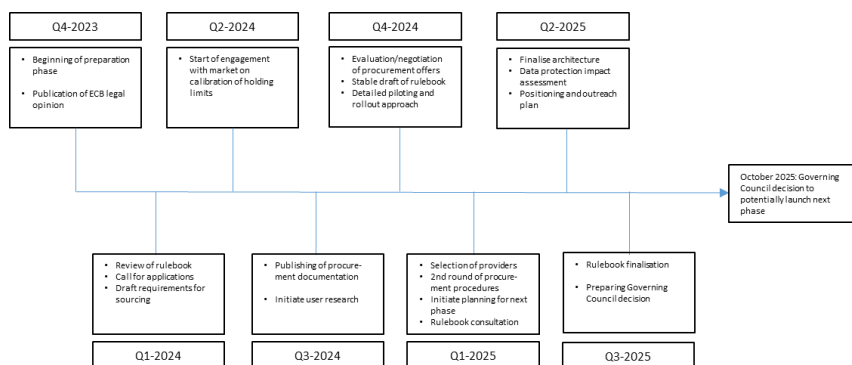 Q4-2023
Beginning of preparation
phase
Publication of ECB legal
opinion
Q2-2024
Start of engagement
with market on
calibration of holding
limits
Q4-2024
Evaluation/negotiation
of procurement offers
Stable draft of rulebook
Detailed piloting and
rollout approach
Q2-2025
Finalise architecture
Data protection impact
assessment
Positioning and outreach
plan
October 2025: Governing
Council decision to
potentially launch next
phase
Review of rulebook
Call for applications
Draft requirements for
sourcing
Q1-2024
Publishing of procure-
ment documentation
Initiate user research
Q3-2024
Selection of providers
2nd round of procure-
ment procedures
Initiate planning for next
phase
Rulebook consultation
Q1-2025
Rulebook finalisation
Preparing Governing
Council decision
Q3-2025